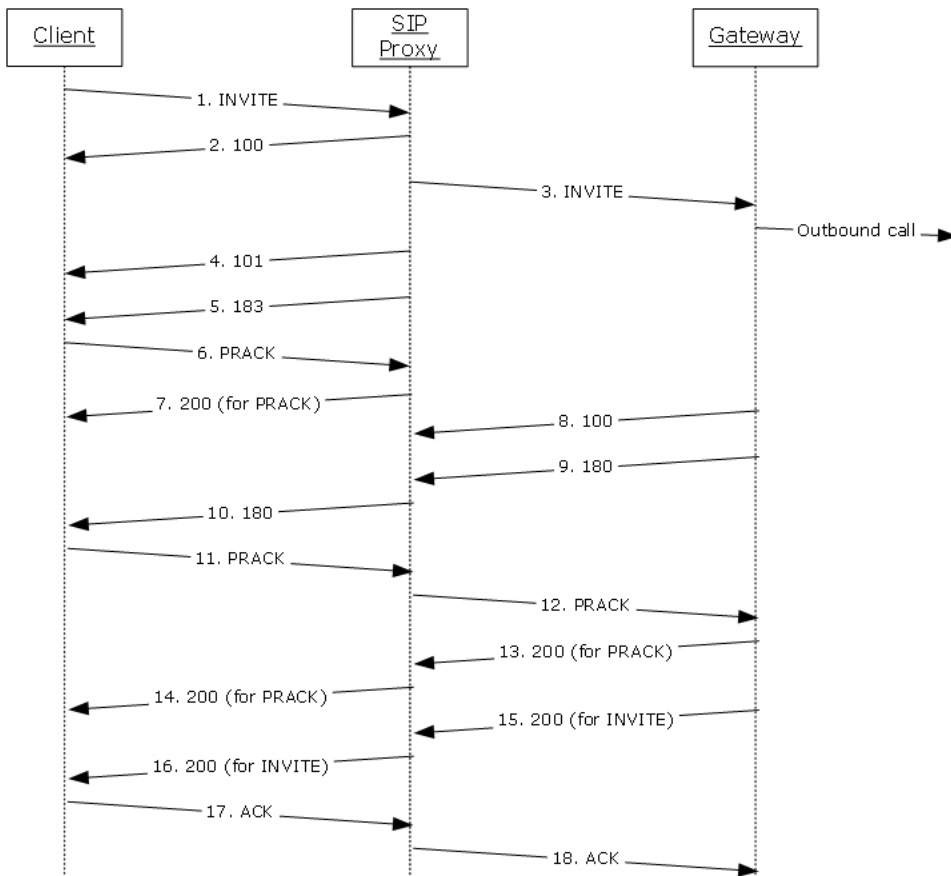 Client
SIP
Proxy
Gateway
1. INVITE
2. 100
3. INVITE
Outbound call
4. 101
5. 183
6. PRACK
7. 200 (for PRACK)
8. 100
9. 180
10. 180
11. PRACK
12. PRACK
13. 200 (for PRACK)
14. 200 (for PRACK)
15. 200 (for INVITE)
16. 200 (for INVITE)
17. ACK
18. ACK